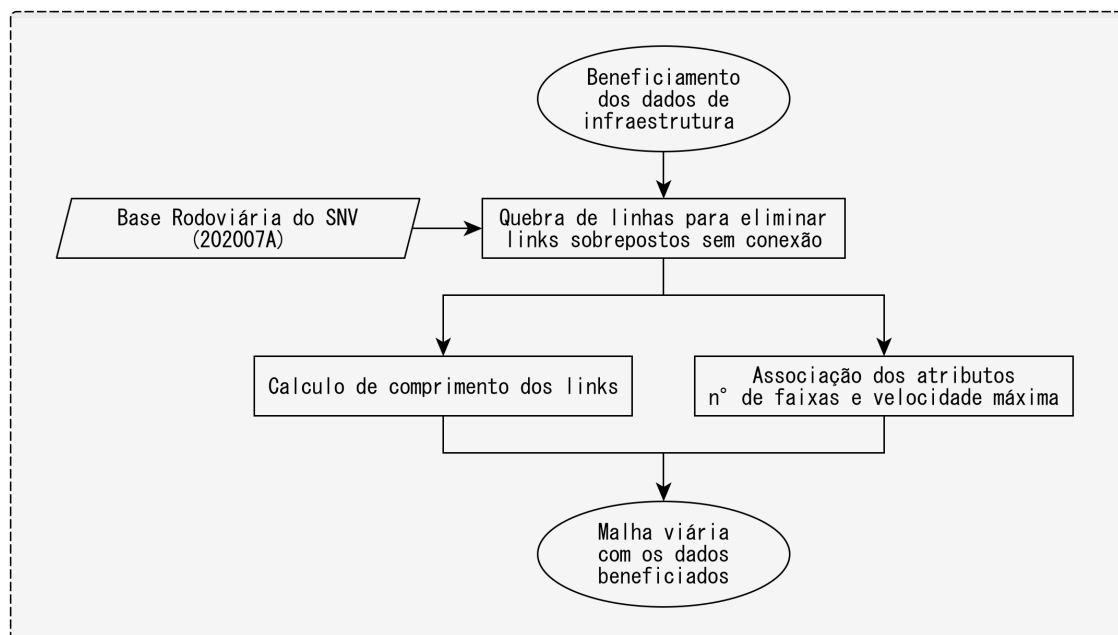 Beneficiamento
dos dados de
infraestrutura
Base Rodoviária do SNV
(202007A)
Quebra de linhas para eliminar
links sobrepostos sem conexão
Calculo de comprimento dos links
Associação dos atributos
n° de faixas e velocidade máxima
Malha viária
com os dados
beneficiados